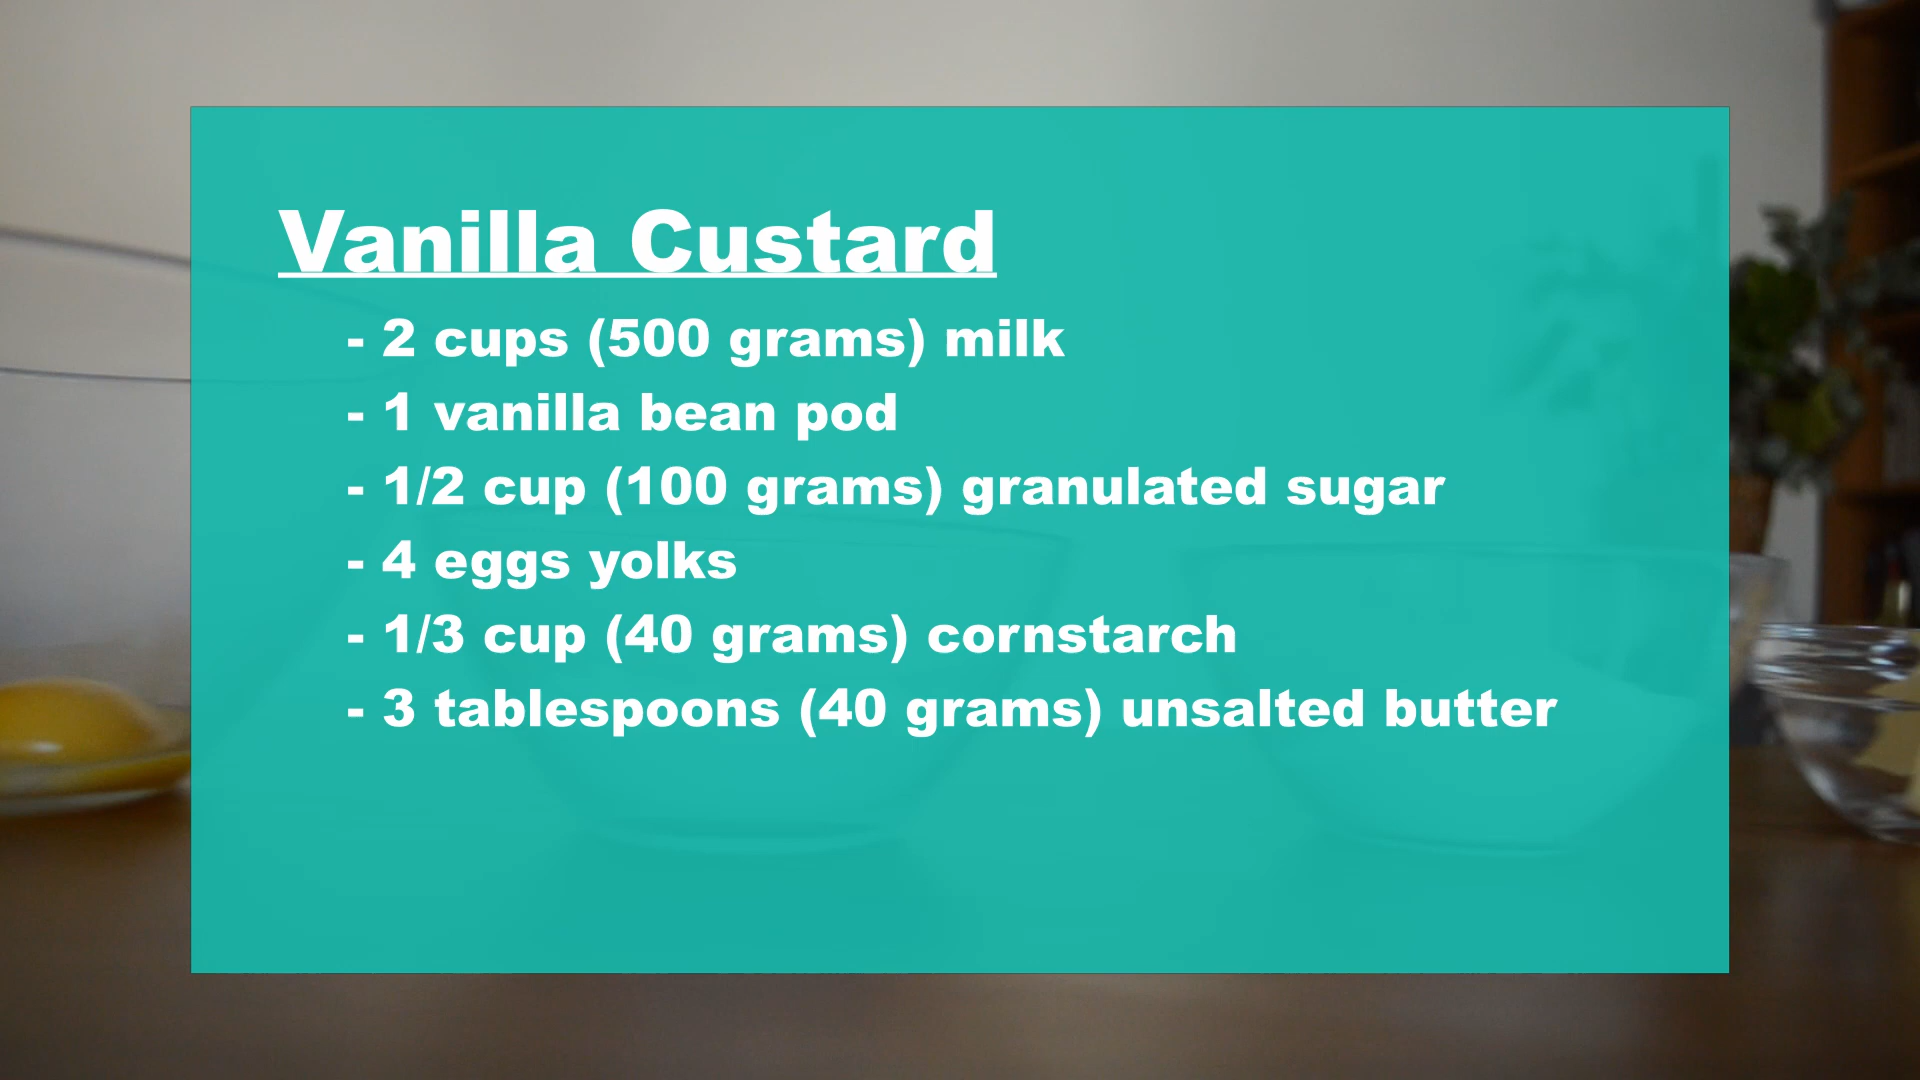 Vanilla Custard
- 2 cups (500 grams) milk
- 1 vanilla bean pod
- 1/2 cup (100 grams) granulated sugar
- 4 eggs yolks
- 1/3 cup (40 grams) cornstarch
- 3 tablespoons (40 grams) unsalted butter